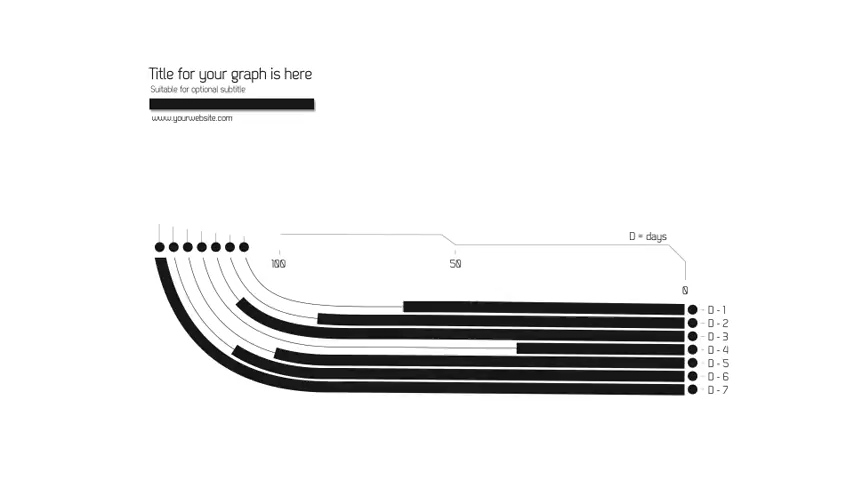 Title for your graph is here
Suitable for optional subtitle
www.yourwebsite.com
D = days
100
50
0
D - 1
D - 2
D - 3
D - 4
D - 5
D - 6
D - 7